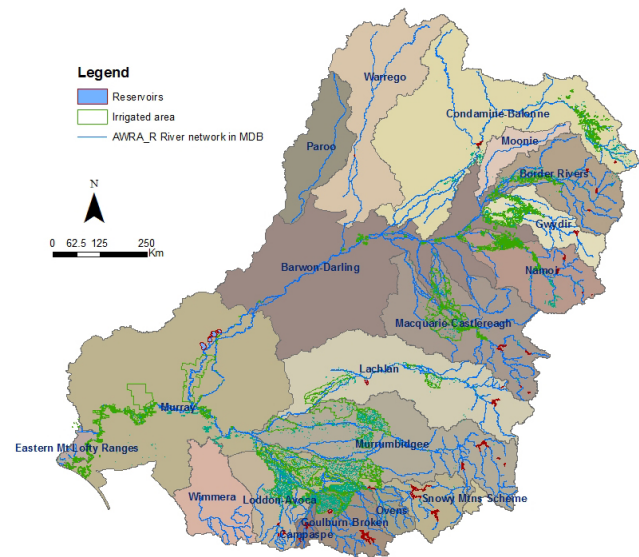 Legend
Reservoirs
Irrigated area
AWRA_R River network in MDB
N
0 62.5 125 250
Km
Warrego
Condamine-Balonne
Paroo
Moonie
Border Rivers
Gwydir
Barwon-Darling
Namoi
Macquarie-Castlereagh
Lachlan
Murray
Eastern Mt Lofty Ranges
Murrumbidgee
Wimmera
Loddon-Avoca
Snowy Mtns Scheme
Ovens
Goulburn-Broken
Campaspe